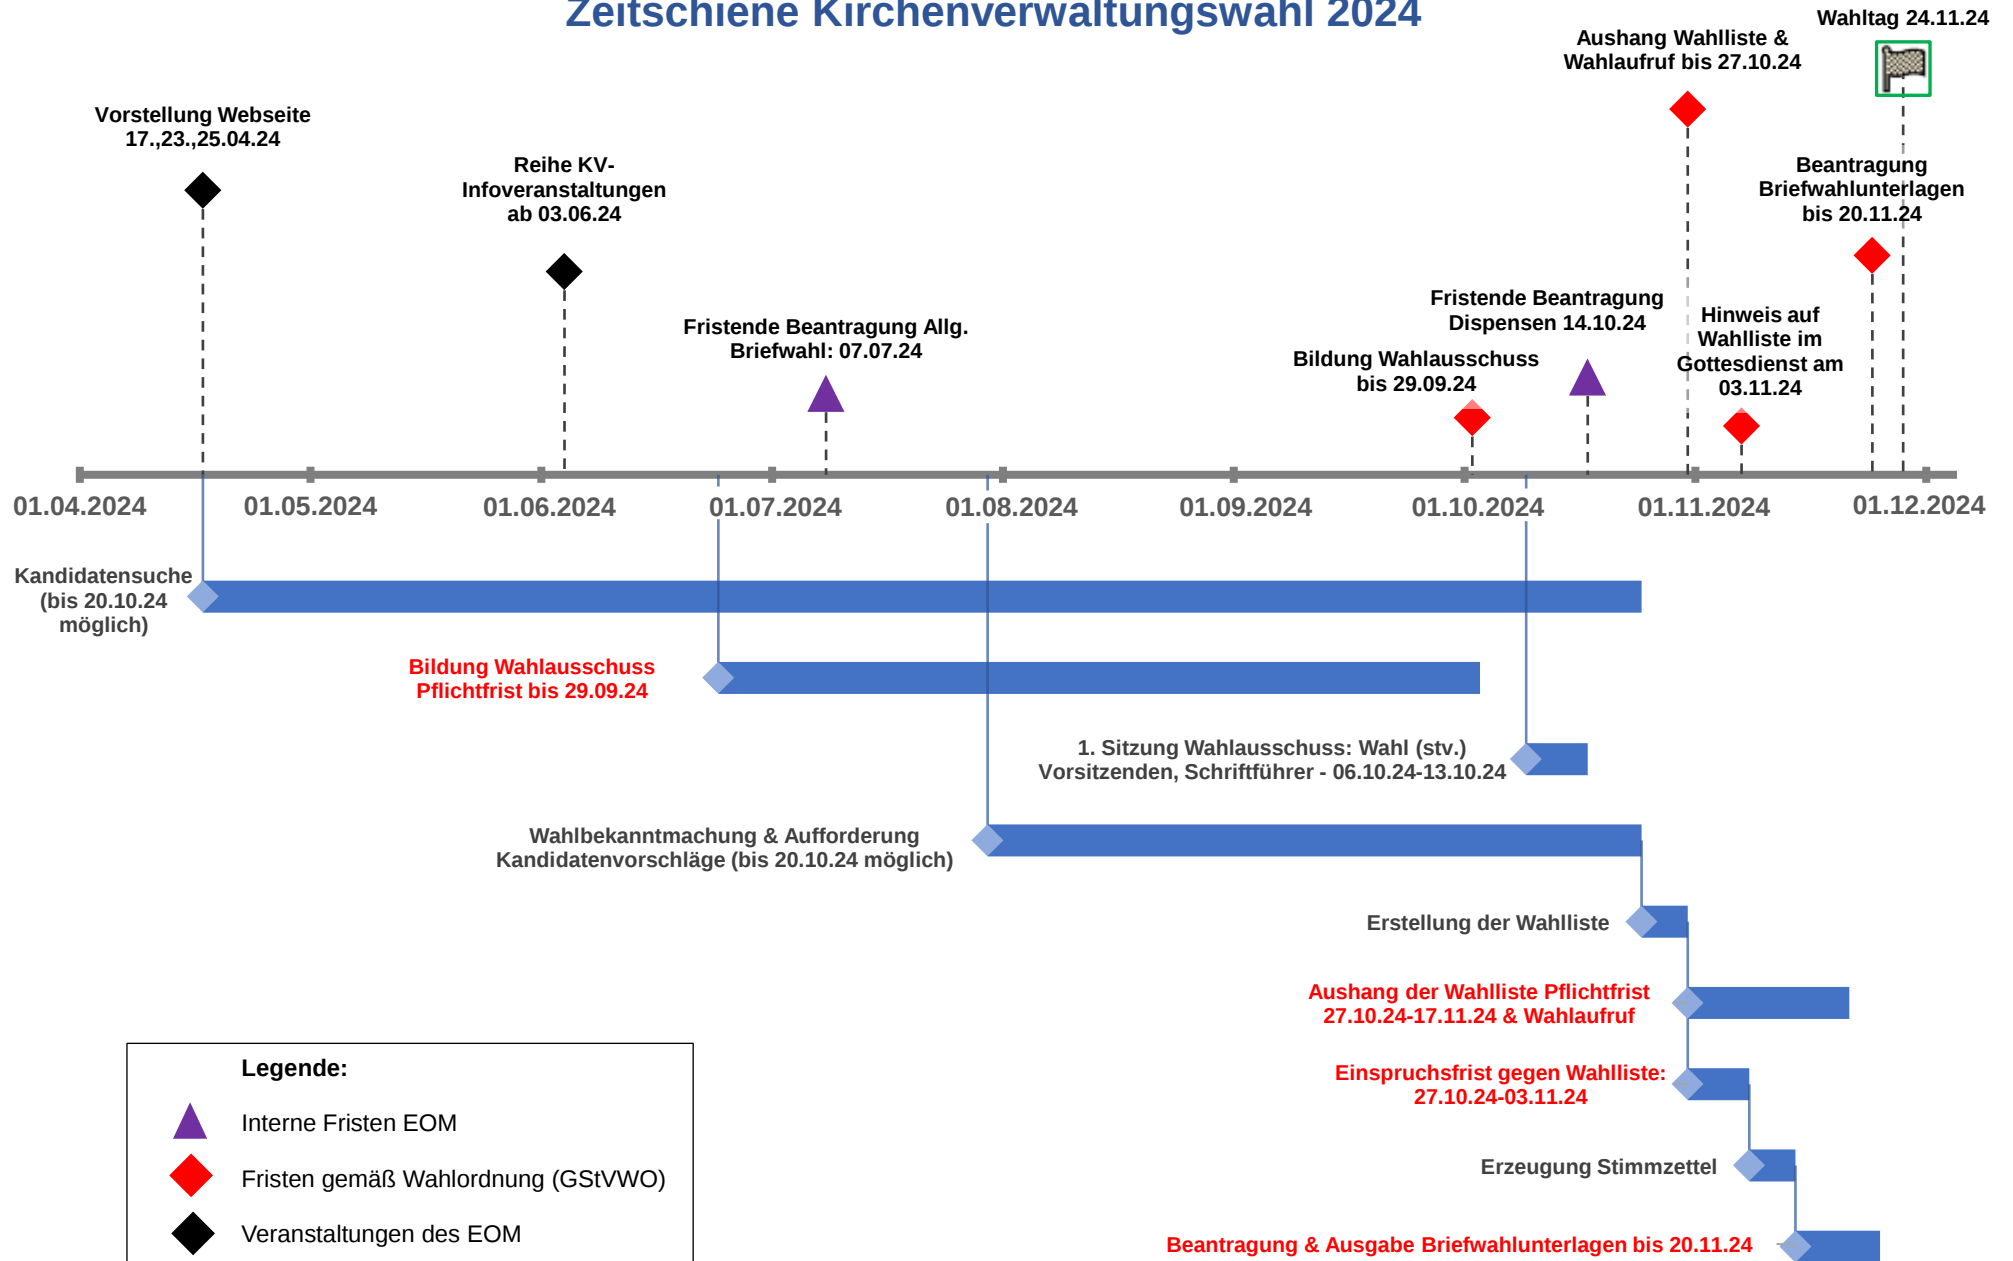 Zeitschiene Kirchenverwaltungswahl 2024
Wahltag 24.11.24
Aushang Wahlliste &
Wahlaufruf bis 27.10.24
Vorstellung Webseite
17.,23.,25.04.24
Reihe KV-
Infoveranstaltungen
ab 03.06.24
Beantragung
Briefwahlunterlagen
bis 20.11.24
Fristende Beantragung Allg.
Briefwahl: 07.07.24
Fristende Beantragung
Dispensen 14.10.24
Hinweis auf
Wahlliste im
Gottesdienst am
03.11.24
Bildung Wahlausschuss
bis 29.09.24
01.04.2024
01.05.2024
01.06.2024
01.07.2024
01.08.2024
01.09.2024
01.10.2024
01.11.2024
01.12.2024
Kandidatensuche
(bis 20.10.24
möglich)
Bildung Wahlausschuss
Pflichtfrist bis 29.09.24
1. Sitzung Wahlausschuss: Wahl (stv.)
Vorsitzenden, Schriftführer - 06.10.24-13.10.24
Wahlbekanntmachung & Aufforderung
Kandidatenvorschläge (bis 20.10.24 möglich)
Erstellung der Wahlliste
Aushang der Wahlliste Pflichtfrist
27.10.24-17.11.24 & Wahlaufruf
Einspruchsfrist gegen Wahlliste:
27.10.24-03.11.24
Erzeugung Stimmzettel
Beantragung & Ausgabe Briefwahlunterlagen bis 20.11.24
Legende:
Interne Fristen EOM
Fristen gemäß Wahlordnung (GStVWO)
Veranstaltungen des EOM